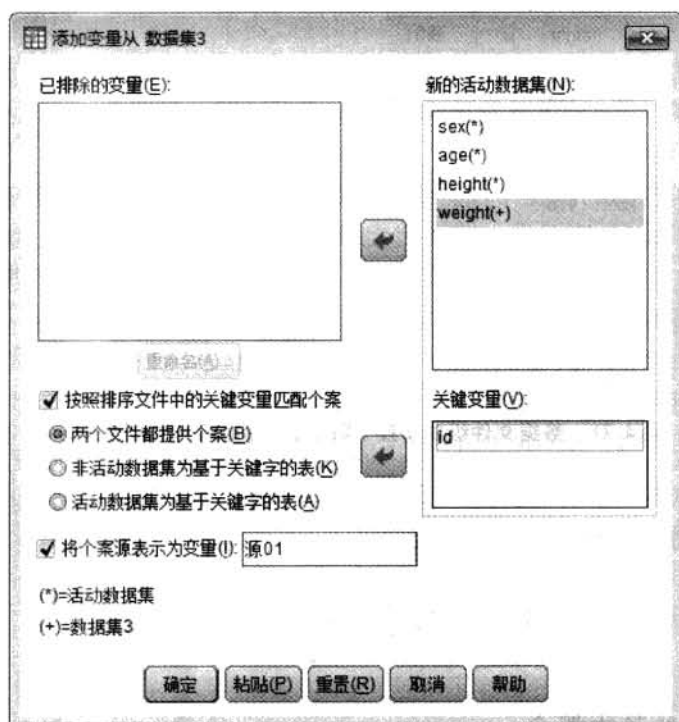 添加变量从 数据集3
已排除的变量(E):
新的活动数据集(N):
sex(*)
age(*)
height(*)
weight(+)
重命名(A)...
按照排序文件中的关键变量匹配个案
两个文件都提供个案(B)
非活动数据集为基于关键字的表(K)
活动数据集为基于关键字的表(A)
关键变量(V):
id
将个案源表示为变量(I): 源01
(*)=活动数据集
(+)=数据集3
确定 粘贴(P) 重置(R) 取消 帮助